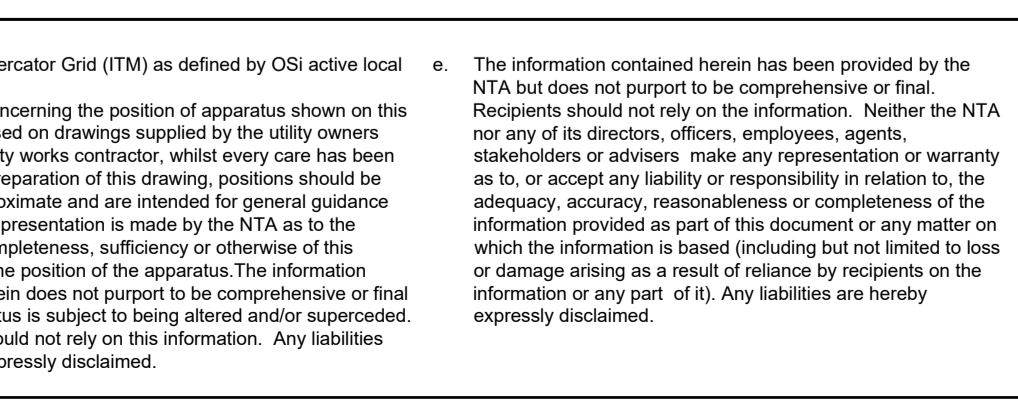 ercator Grid (ITM) as defined by OSi active local
ncerning the position of apparatus shown on this
sed on drawings supplied by the utility owners
ty works contractor, whilst every care has been
reparation of this drawing, positions should be
oximate and are intended for general guidance
presentation is made by the NTA as to the
mpleteness, sufficiency or otherwise of this
ne position of the apparatus.The information
ein does not purport to be comprehensive or final
tus is subject to being altered and/or superceded.
ould not rely on this information.  Any liabilities
pressly disclaimed.
e. The information contained herein has been provided by the
NTA but does not purport to be comprehensive or final.
Recipients should not rely on the information.  Neither the NTA
nor any of its directors, officers, employees, agents,
stakeholders or advisers  make any representation or warranty
as to, or accept any liability or responsibility in relation to, the
adequacy, accuracy, reasonableness or completeness of the
information provided as part of this document or any matter on
which the information is based (including but not limited to loss
or damage arising as a result of reliance by recipients on the
information or any part  of it). Any liabilities are hereby
expressly disclaimed.